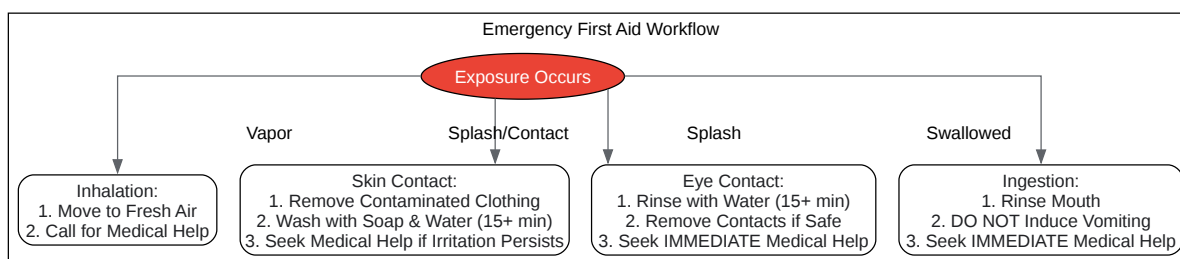 Emergency First Aid Workflow
Exposure Occurs
Vapor
Splash/Contact
Splash
Swallowed
Inhalation:
1. Move to Fresh Air
2. Call for Medical Help
Skin Contact:
1. Remove Contaminated Clothing
2. Wash with Soap & Water (15+ min)
3. Seek Medical Help if Irritation Persists
Eye Contact:
1. Rinse with Water (15+ min)
2. Remove Contacts if Safe
3. Seek IMMEDIATE Medical Help
Ingestion:
1. Rinse Mouth
2. DO NOT Induce Vomiting
3. Seek IMMEDIATE Medical Help